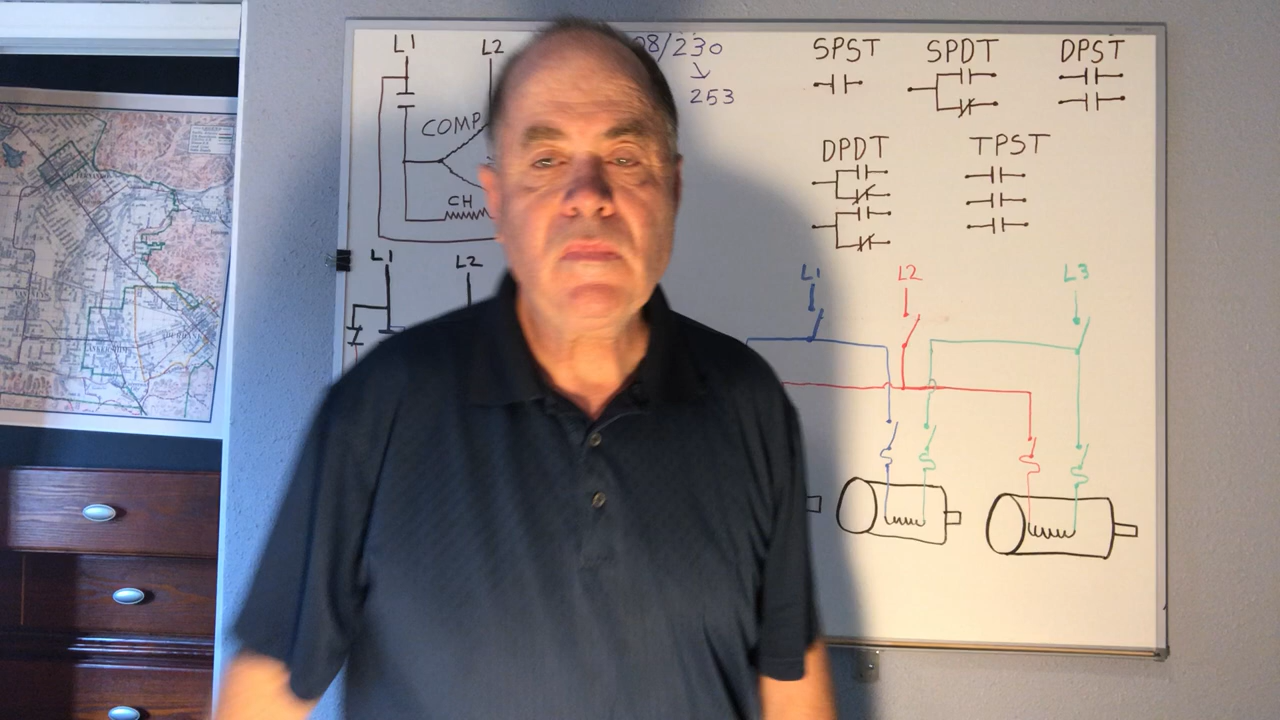 L1 L2
08/230
253
COMP
CH
SPST SPDT DPST
DPDT TPST
L1 L2
L1 L2 L3